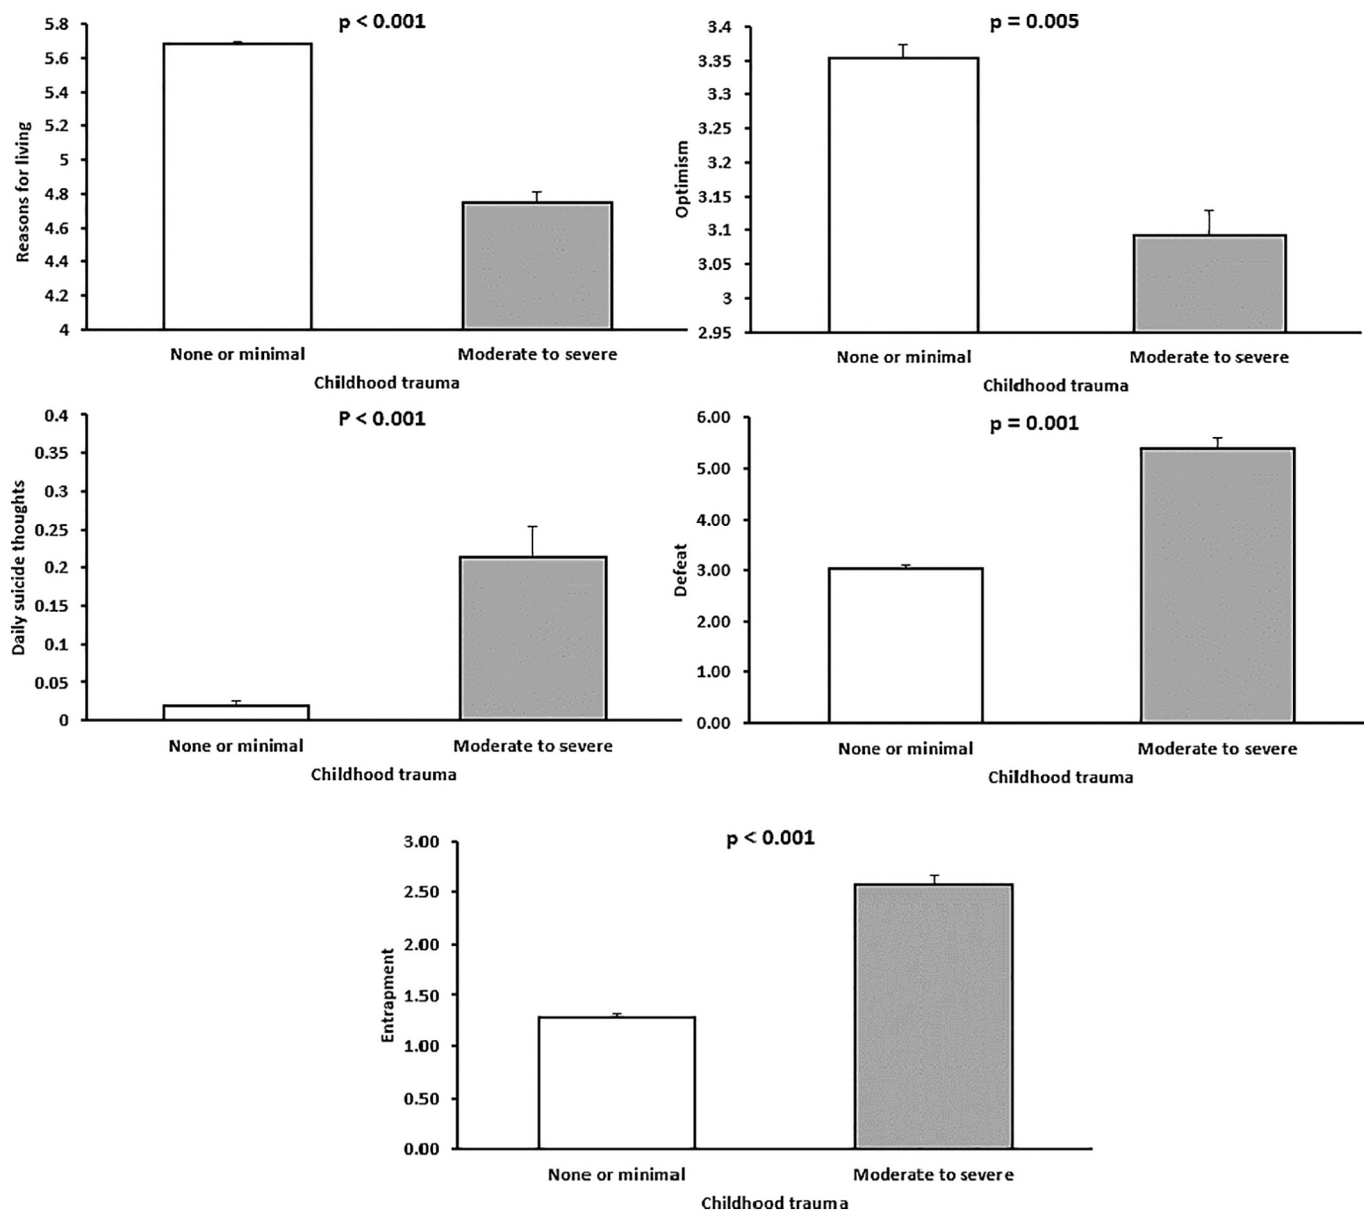 p < 0.001
5.8
5.6
5.4
5.2
5
4.8
4.6
4.4
4.2
4
Reasons for living
None or minimal
Moderate to severe
Childhood trauma
p = 0.005
3.4
3.35
3.3
3.25
3.2
3.15
3.1
3.05
3
2.95
Optimism
None or minimal
Moderate to severe
Childhood trauma
P < 0.001
0.4
0.35
0.3
0.25
0.2
0.15
0.1
0.05
0
Daily suicide thoughts
None or minimal
Moderate to severe
Childhood trauma
p = 0.001
6.00
5.00
4.00
3.00
2.00
1.00
0.00
Defeat
None or minimal
Moderate to severe
Childhood trauma
p < 0.001
3.00
2.50
2.00
1.50
1.00
0.50
0.00
Entrapment
None or minimal
Moderate to severe
Childhood trauma